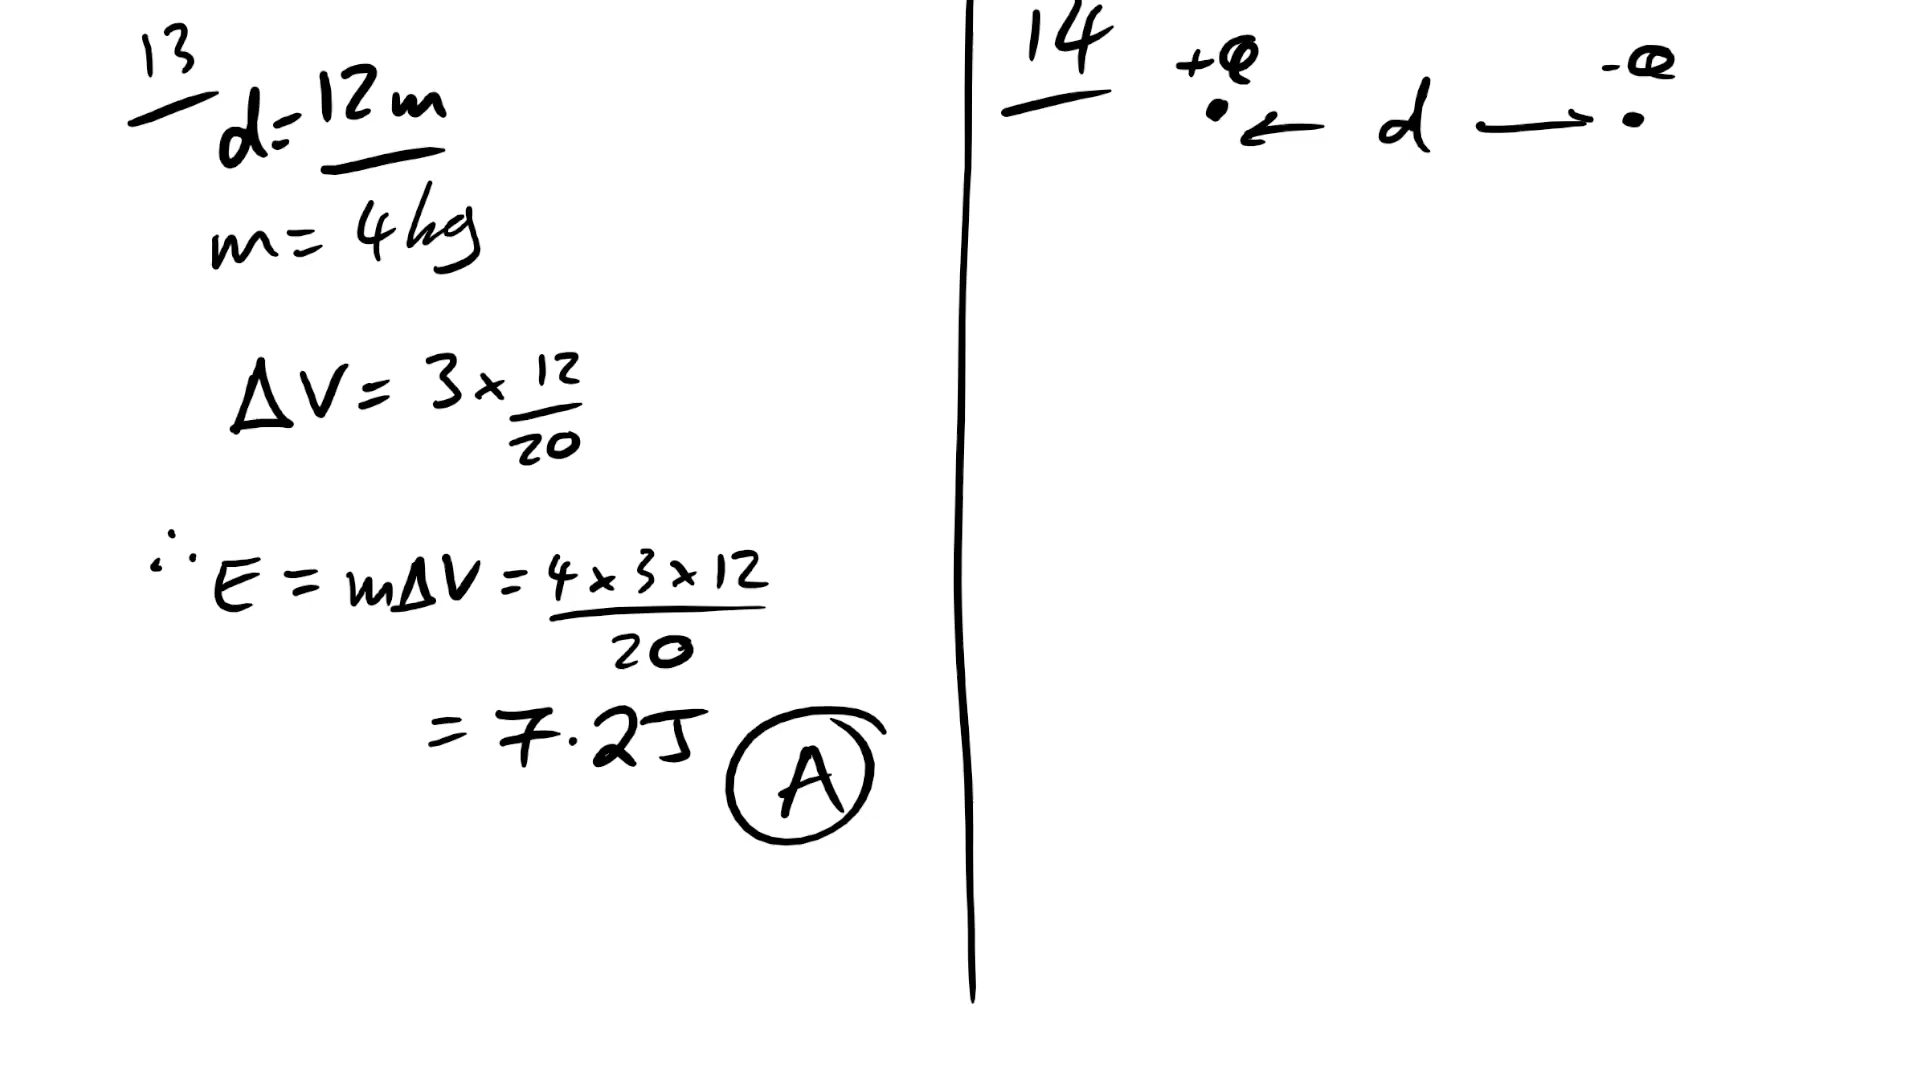 13
d = 12m
m = 4kg
ΔV = 3 × 12/20
∴ E = mΔV = 4 × 3 × 12/20
= 7.2J A
14
+Q -Q
← d →